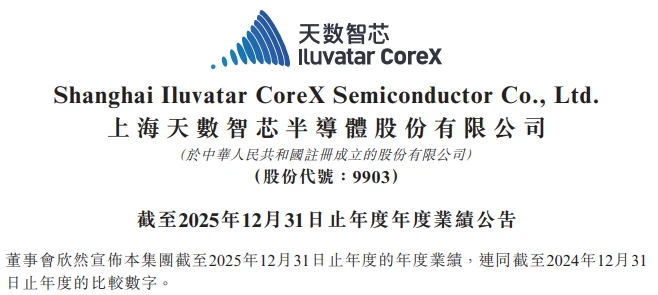 天数智芯
Iluvatar CoreX
Shanghai Iluvatar CoreX Semiconductor Co., Ltd.
上海天數智芯半導體股份有限公司
(於中華人民共和國註冊成立的股份有限公司)
(股份代號：9903)
截至2025年12月31日止年度年度業績公告
董事會欣然宣佈本集團截至2025年12月31日止年度的年度業績，連同截至2024年12月31
日止年度的比較數字。